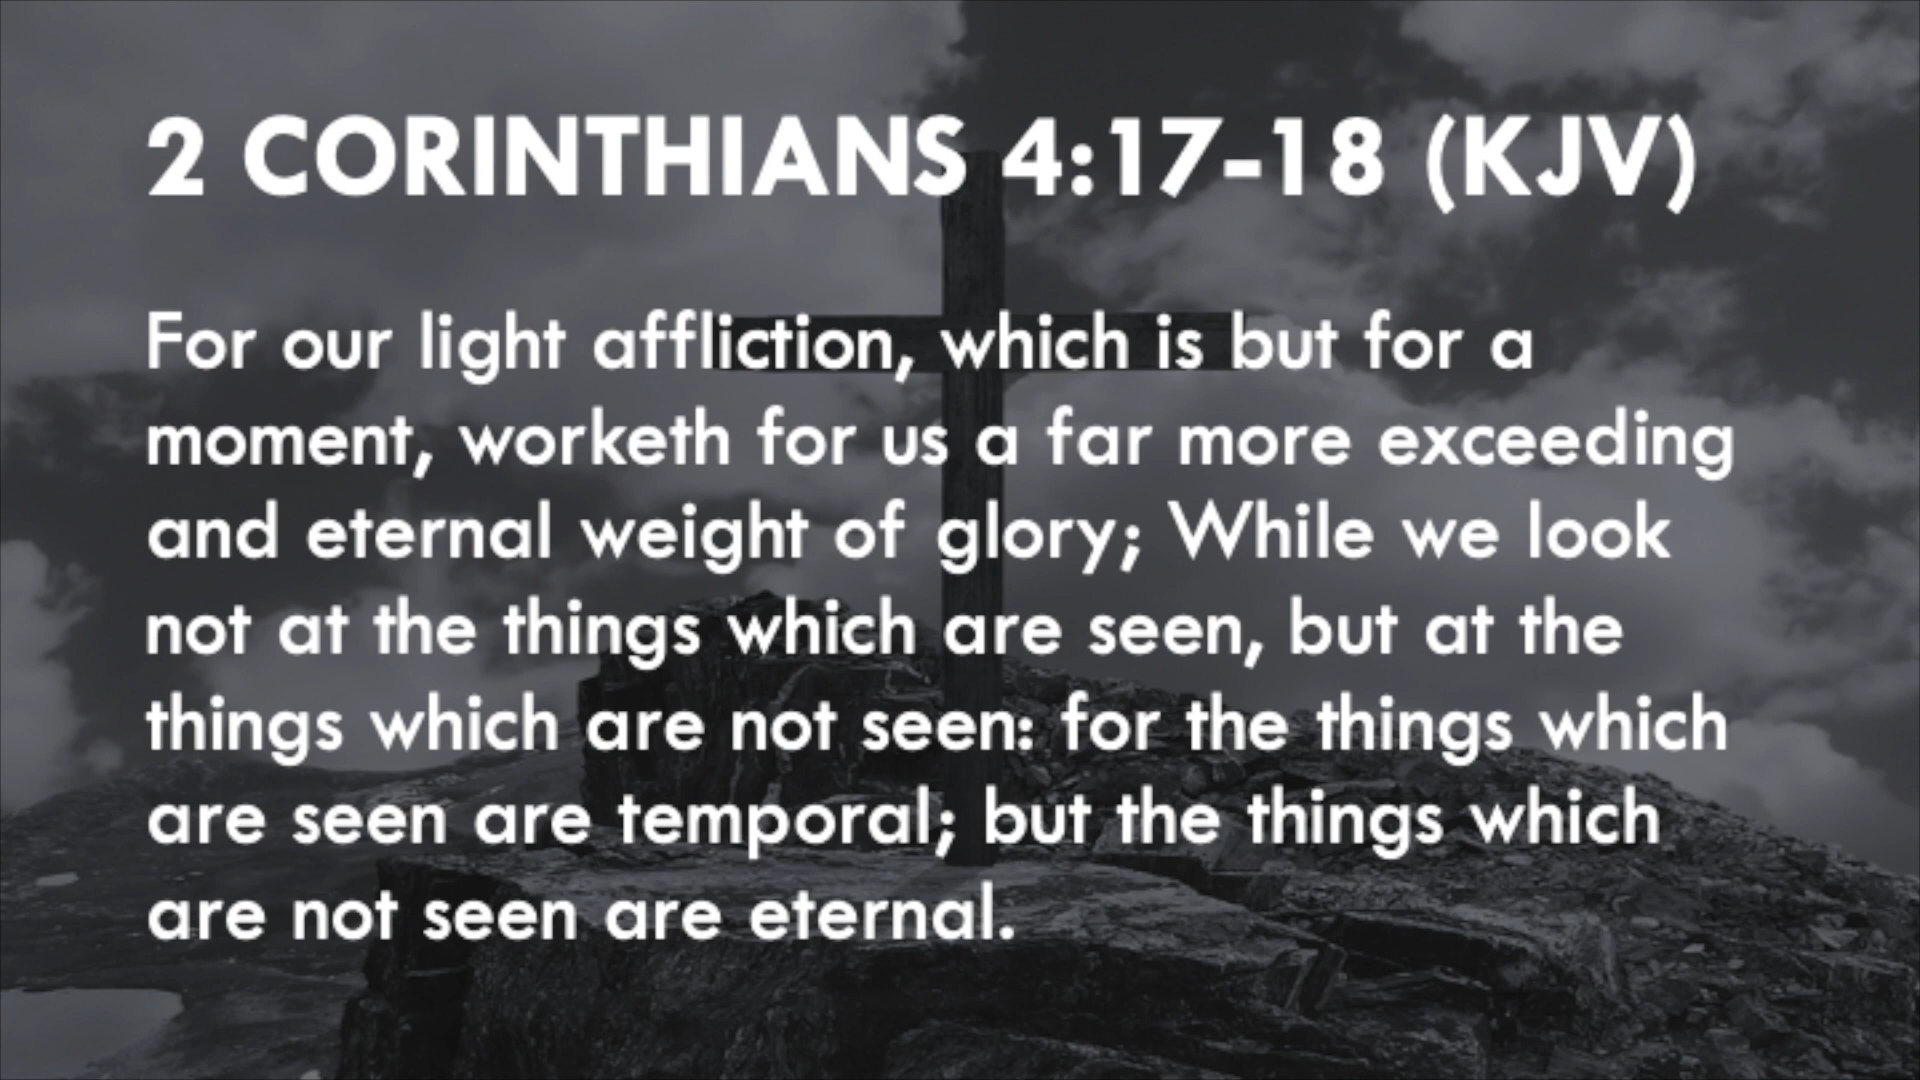 2 CORINTHIANS 4:17-18 (KJV)
For our light affliction, which is but for a
moment, worketh for us a far more exceeding
and eternal weight of glory; While we look
not at the things which are seen, but at the
things which are not seen: for the things which
are seen are temporal; but the things which
are not seen are eternal.